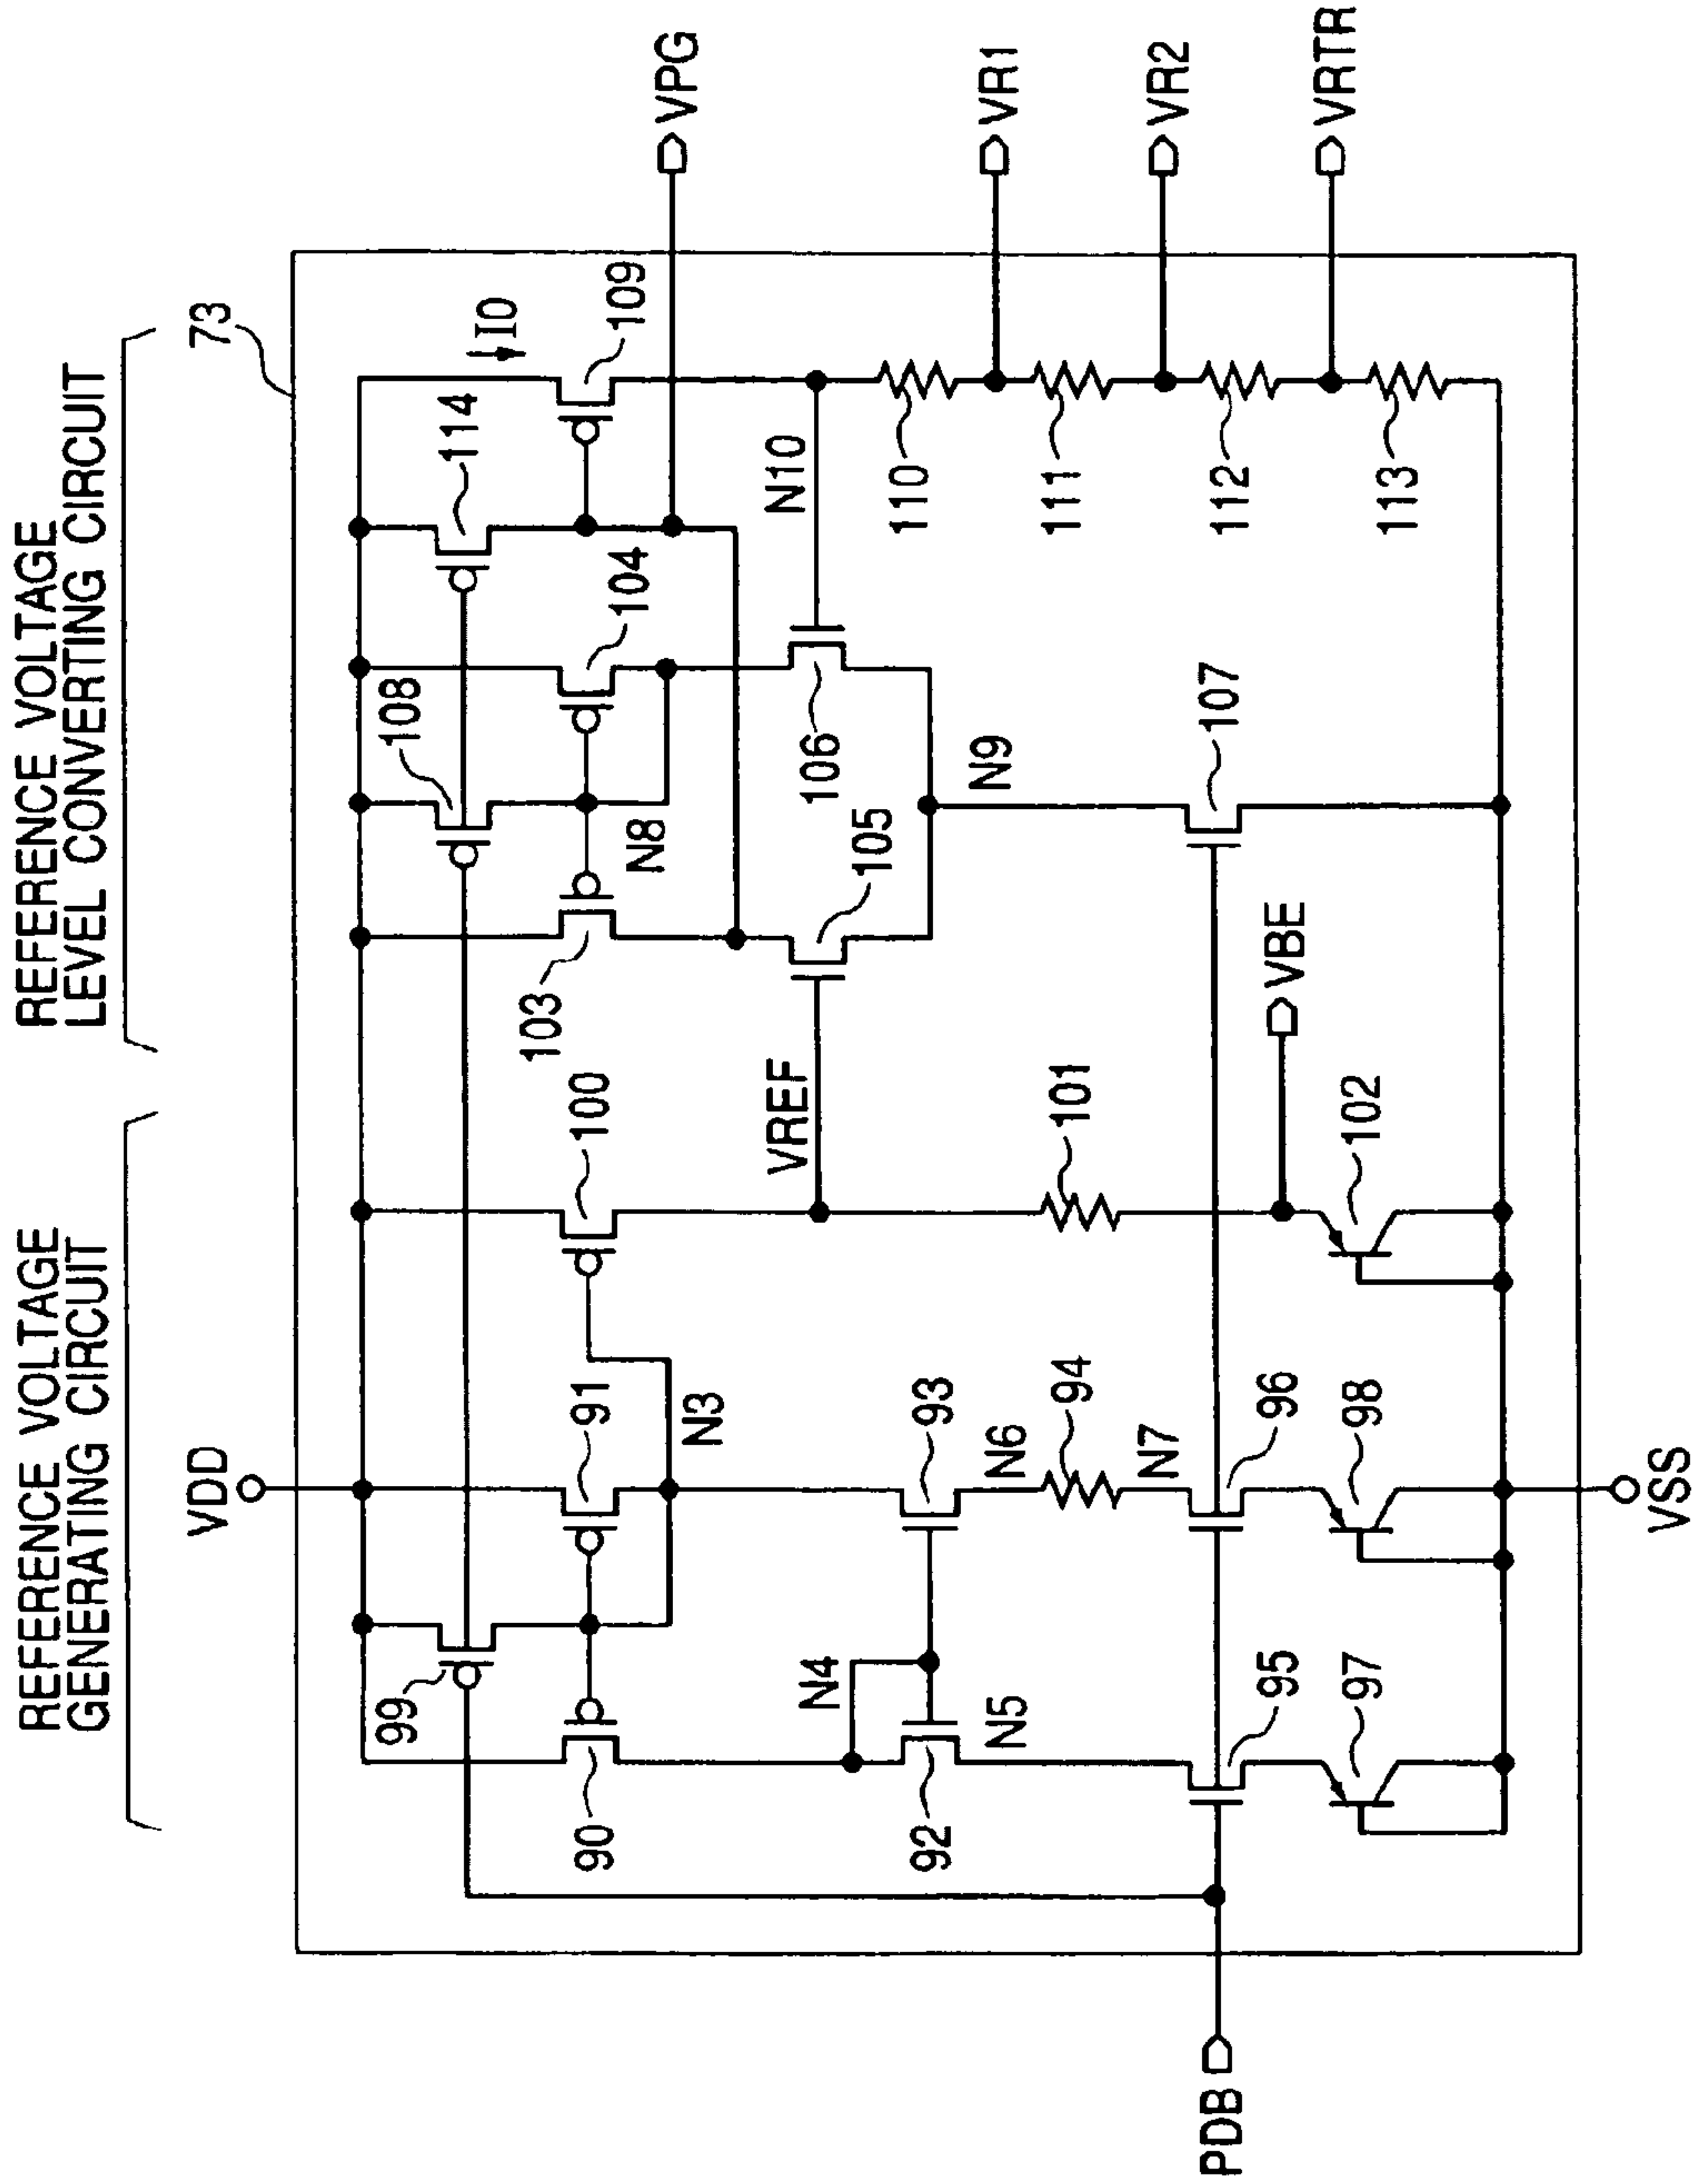 REFERENCE VOLTAGE
GENERATING CIRCUIT
REFERENCE VOLTAGE
LEVEL CONVERTING CIRCUIT
VDD
73
99
108
114
IO
90
91
100
103
104
109
VPG
N3
N8
N4
VREF
N10
92
93
105
106
110
VR1
N5
N6
N9
94
101
111
N7
VR2
PDB
95
96
VBE
107
112
97
98
102
VRTR
113
VSS